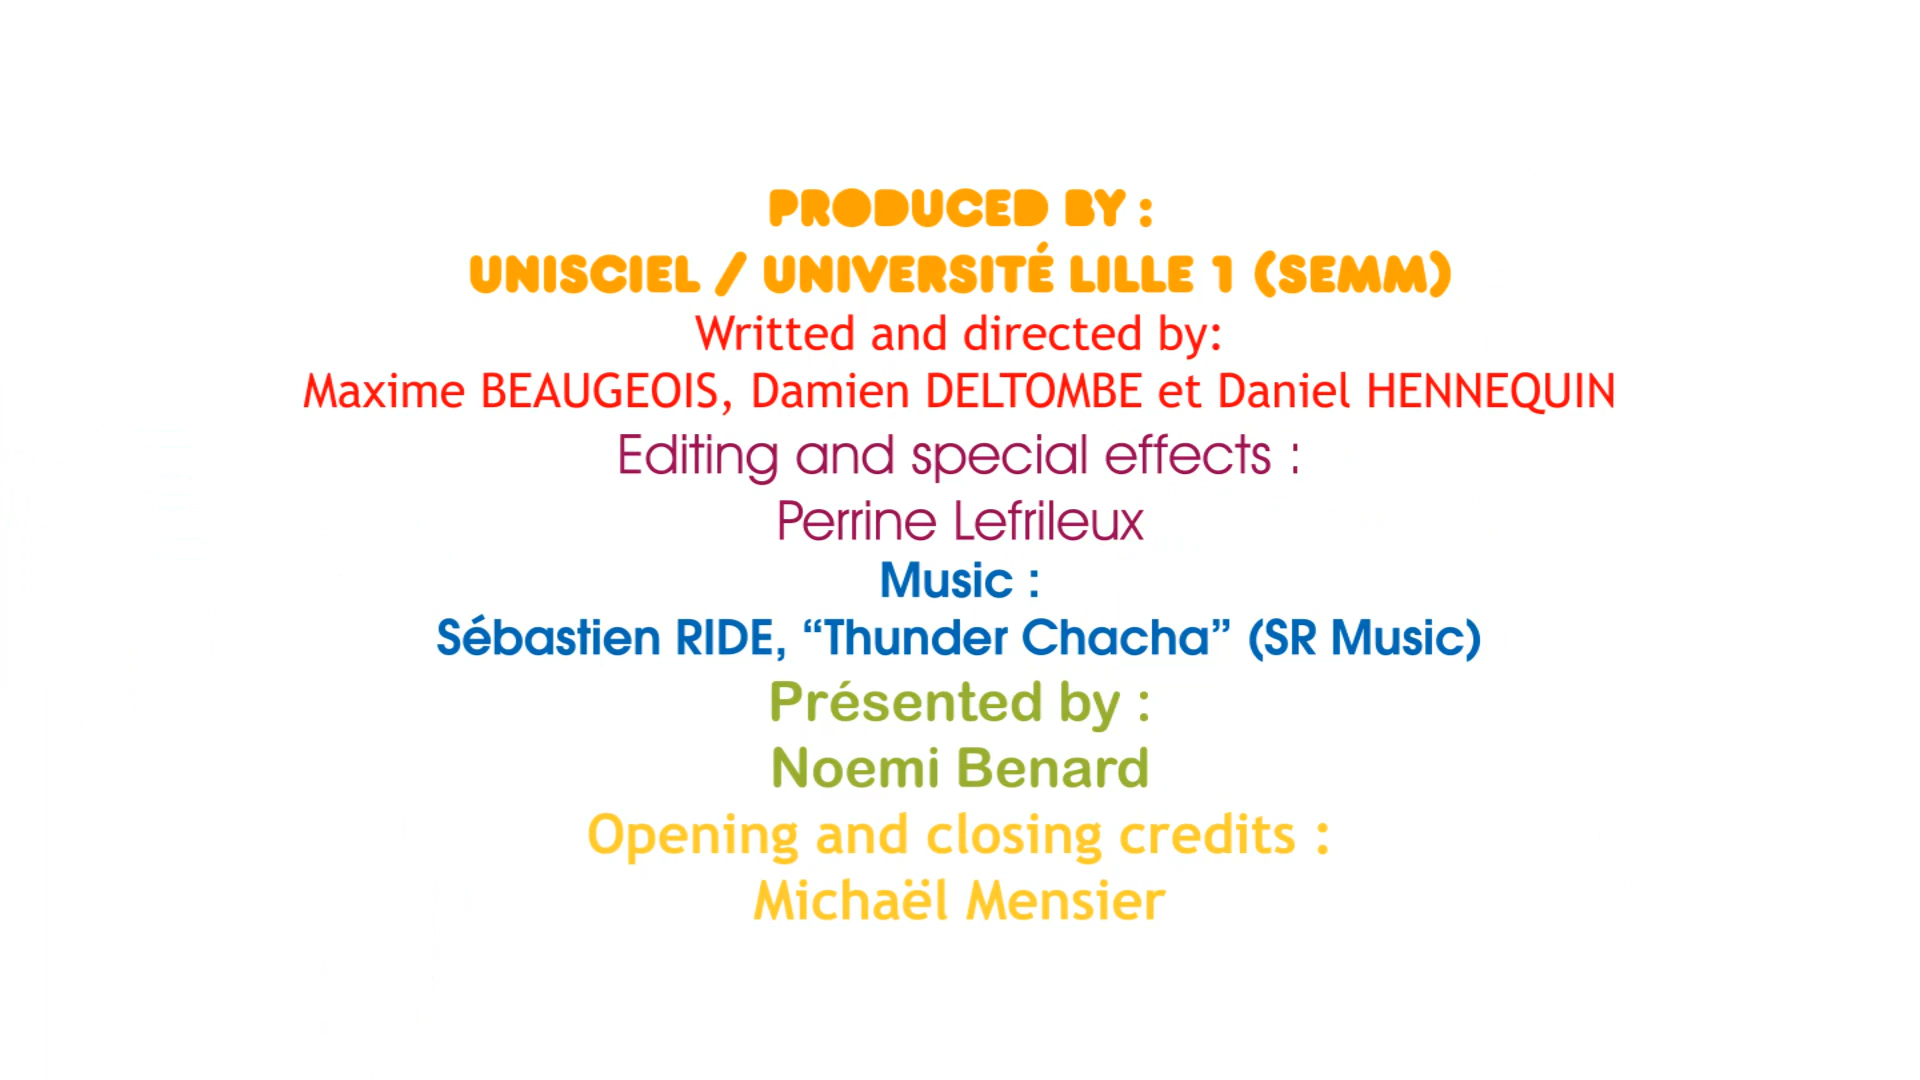 PRODUCED BY :
UNISCIEL / UNIVERSITÉ LILLE 1 (SEMM)
Writted and directed by:
Maxime BEAUGEOIS, Damien DELTOMBE et Daniel HENNEQUIN
Editing and special effects :
Perrine Lefrileux
Music :
Sébastien RIDE, “Thunder Chacha” (SR Music)
Présented by :
Noemi Benard
Opening and closing credits :
Michaël Mensier